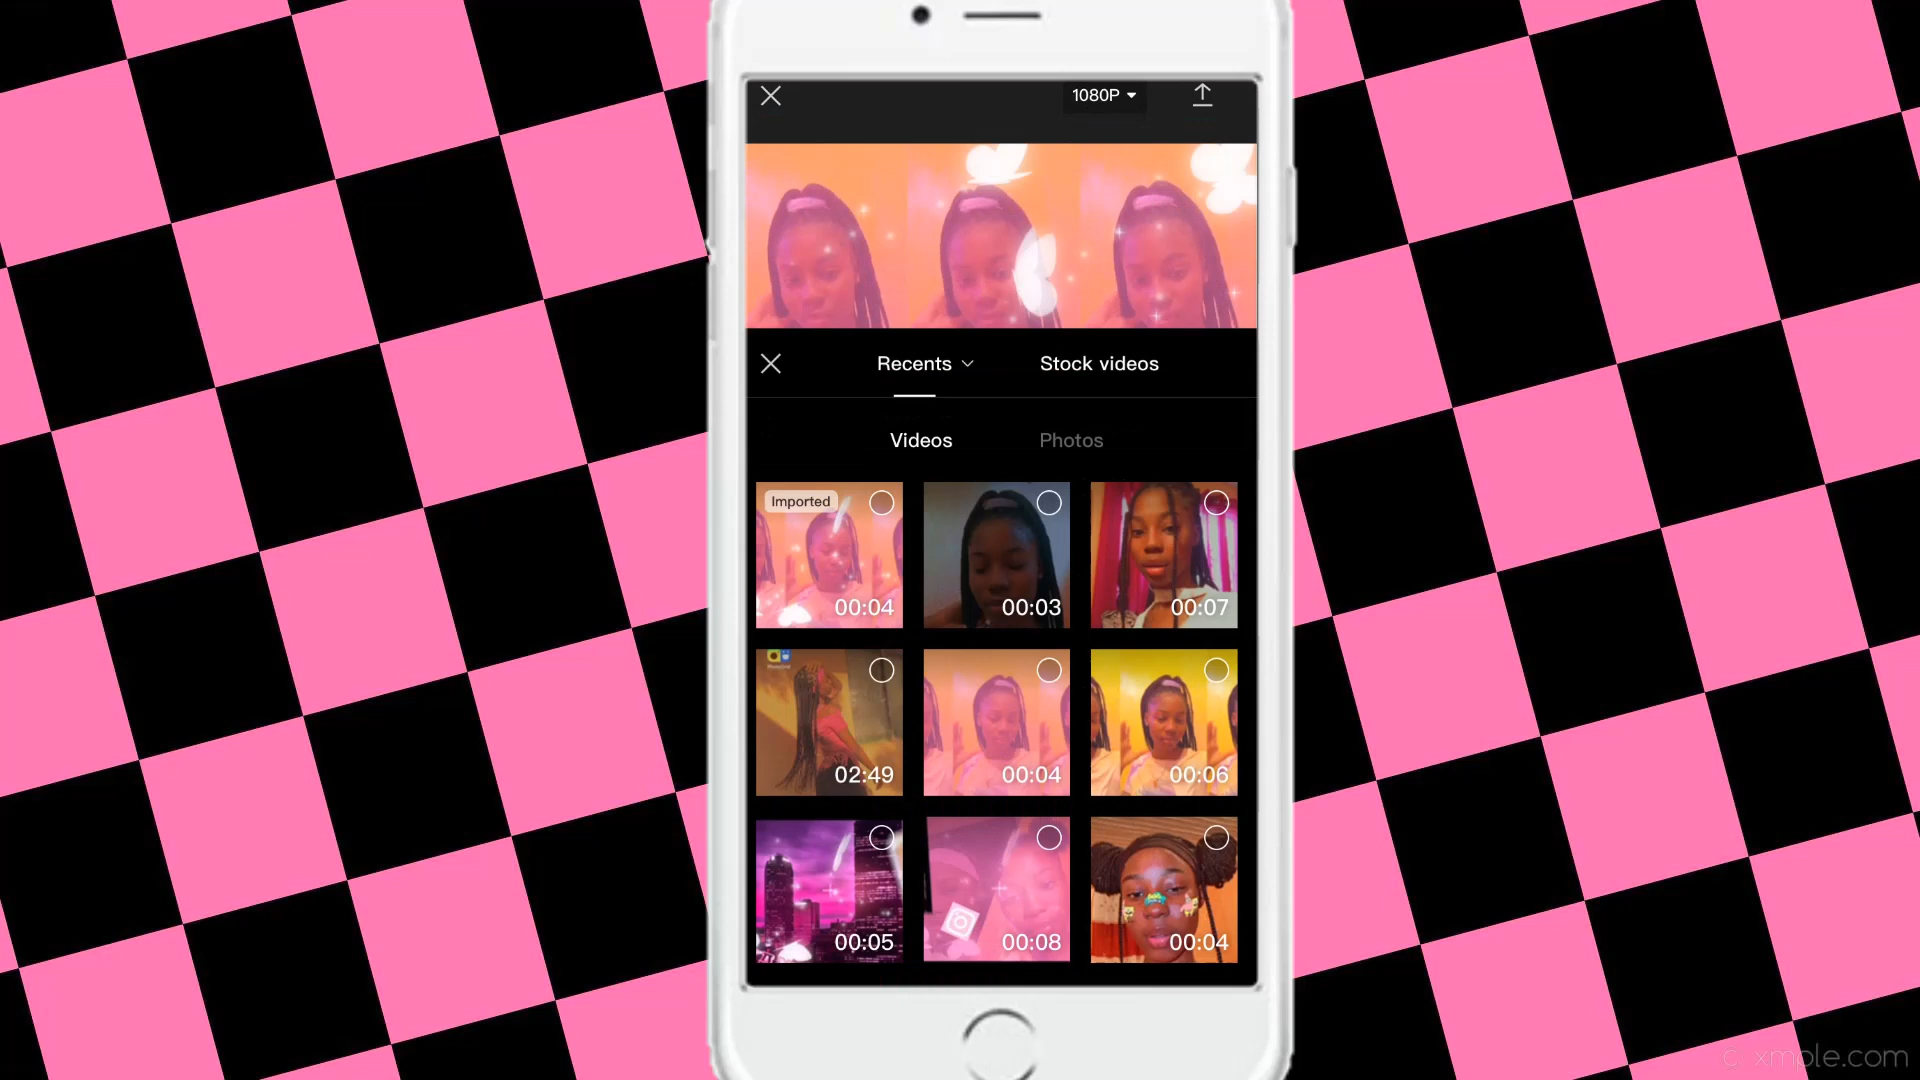 1080P
Recents
Stock videos
Videos
Photos
Imported
00:04
00:03
00:07
02:49
00:04
00:06
00:05
00:08
00:04
© xmple.com